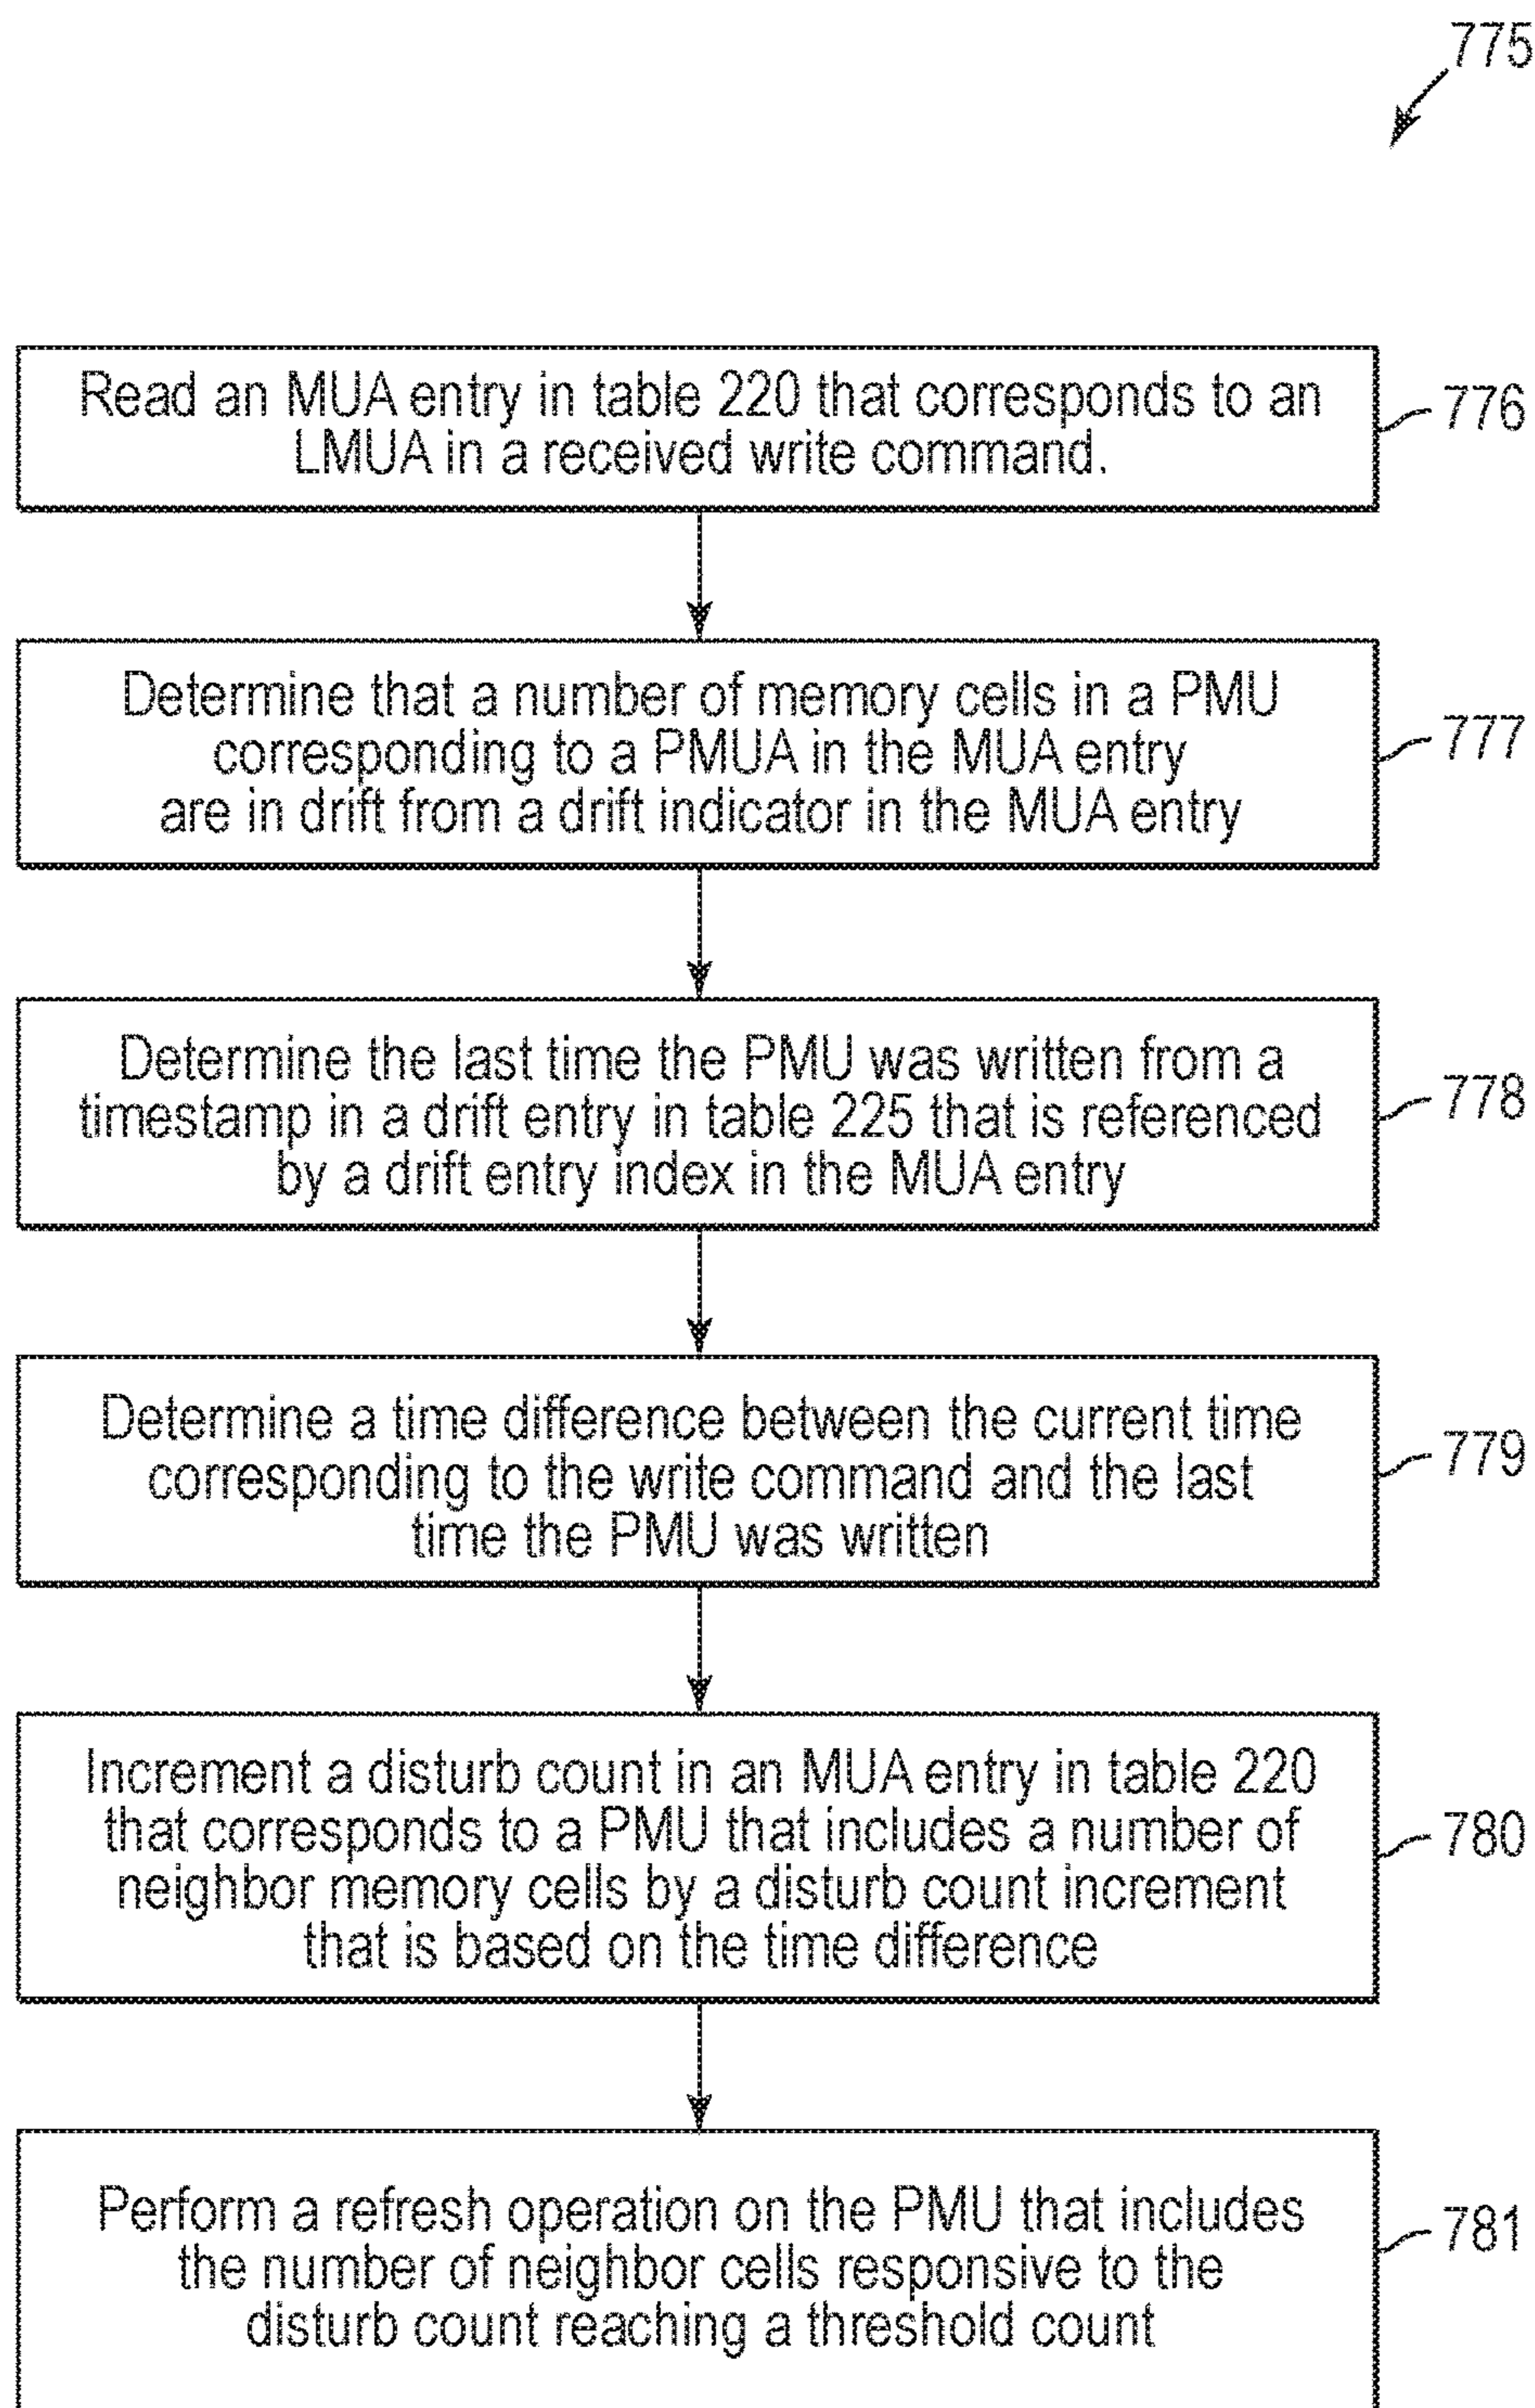 775
Read an MUA entry in table 220 that corresponds to an
LMUA in a received write command.
776
Determine that a number of memory cells in a PMU
corresponding to a PMUA in the MUA entry
are in drift from a drift indicator in the MUA entry
777
Determine the last time the PMU was written from a
timestamp in a drift entry in table 225 that is referenced
by a drift entry index in the MUA entry
778
Determine a time difference between the current time
corresponding to the write command and the last
time the PMU was written
779
Increment a disturb count in an MUA entry in table 220
that corresponds to a PMU that includes a number of
neighbor memory cells by a disturb count increment
that is based on the time difference
780
Perform a refresh operation on the PMU that includes
the number of neighbor cells responsive to the
disturb count reaching a threshold count
781